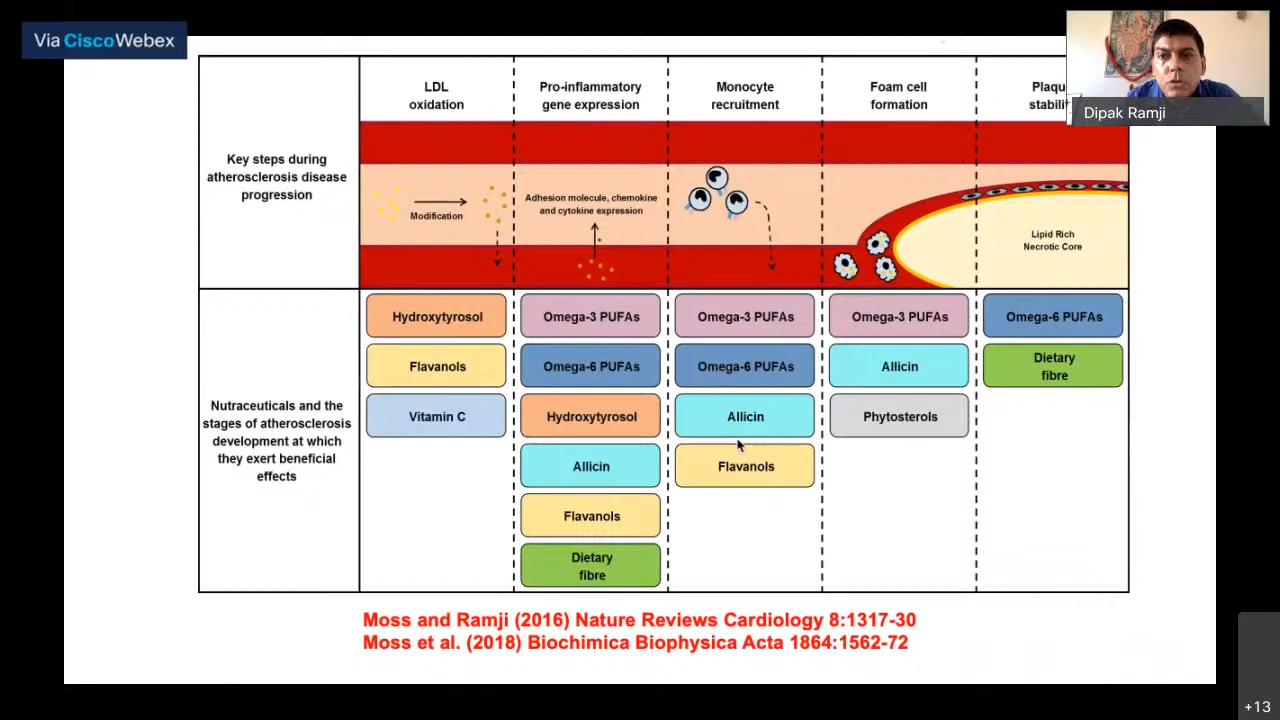 Via CiscoWebex
Dipak Ramji
LDL
oxidation
Pro-inflammatory
gene expression
Monocyte
recruitment
Foam cell
formation
Key steps during
atherosclerosis disease
progression
Modification
Adhesion molecule, chemokine
and cytokine expression
Lipid Rich
Necrotic Core
Nutraceuticals and the
stages of atherosclerosis
development at which
they exert beneficial
effects
Hydroxytyrosol
Flavanols
Vitamin C
Omega-3 PUFAs
Omega-6 PUFAs
Hydroxytyrosol
Allicin
Flavanols
Dietary
fibre
Omega-3 PUFAs
Omega-6 PUFAs
Allicin
Flavanols
Omega-3 PUFAs
Allicin
Phytosterols
Omega-6 PUFAs
Dietary
fibre
Moss and Ramji (2016) Nature Reviews Cardiology 8:1317-30
Moss et al. (2018) Biochimica Biophysica Acta 1864:1562-72
+13